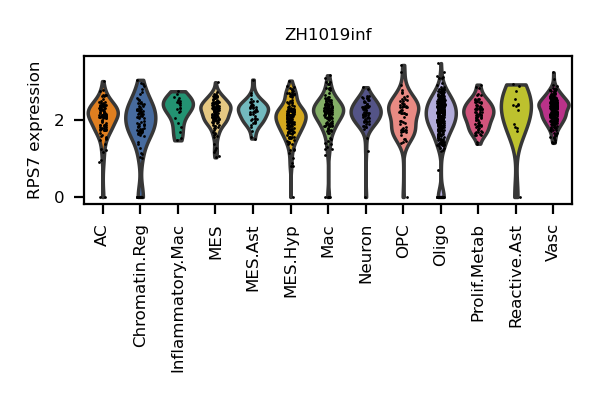 ZH1019inf
RPS7 expression
2
0
AC
Chromatin.Reg
Inflammatory.Mac
MES
MES.Ast
MES.Hyp
Mac
Neuron
OPC
Oligo
Prolif.Metab
Reactive.Ast
Vasc